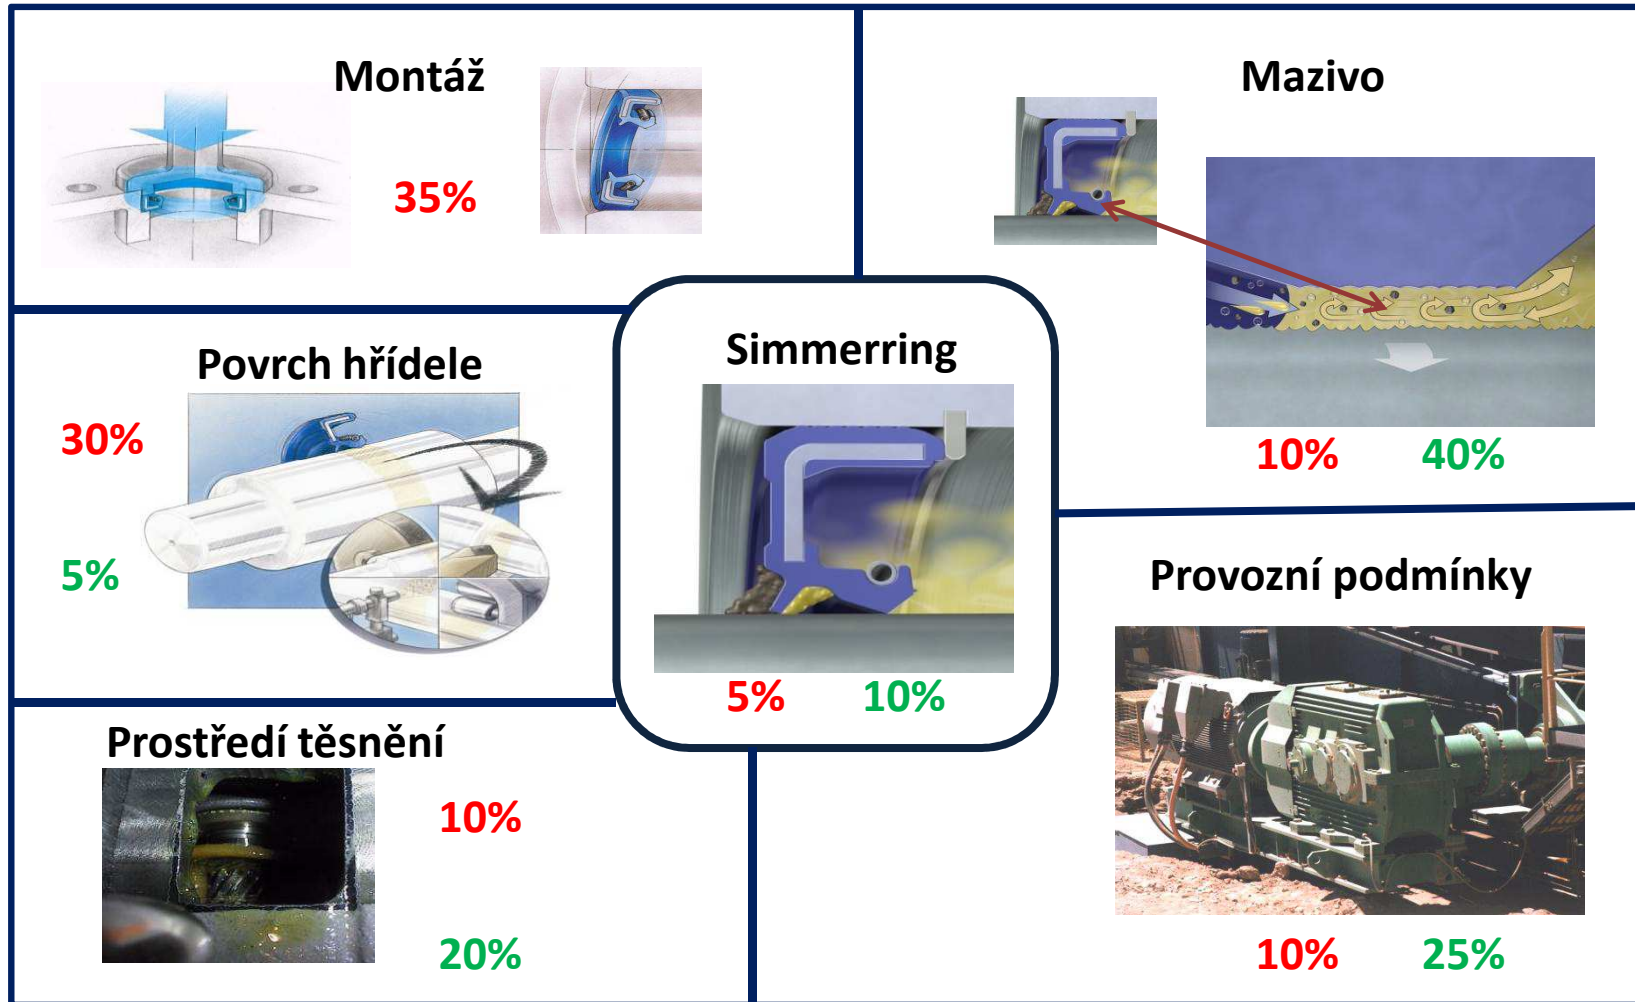 Montáž
35%
Mazivo
10% 40%
Povrch hřídele
30%
5%
Simmerring
5% 10%
Provozní podmínky
10% 25%
Prostředí těsnění
10%
20%